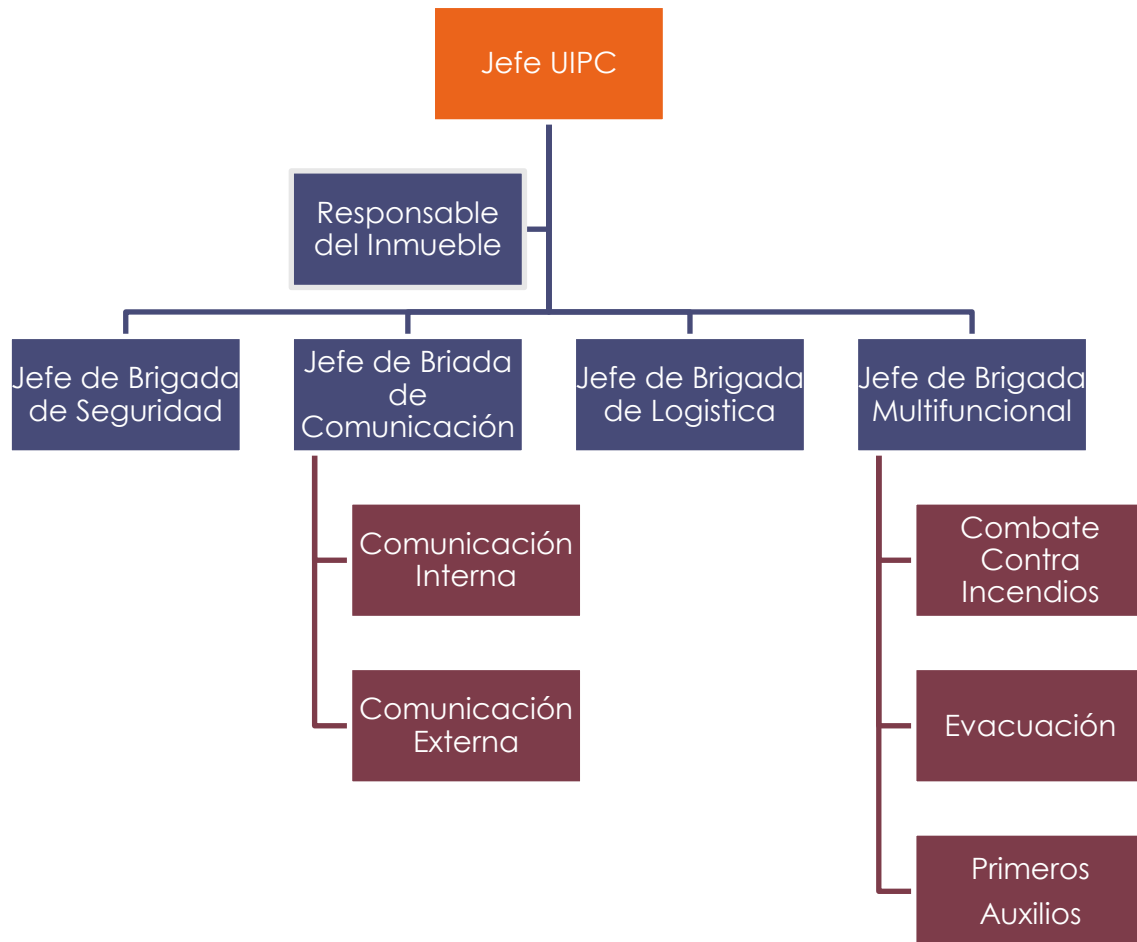 Jefe UIPC
Responsable
del Inmueble
Jefe de Brigada
de Seguridad
Jefe de Briada
de
Comunicación
Jefe de Brigada
de Logistica
Jefe de Brigada
Multifuncional
Comunicación
Interna
Comunicación
Externa
Combate
Contra
Incendios
Evacuación
Primeros
Auxilios